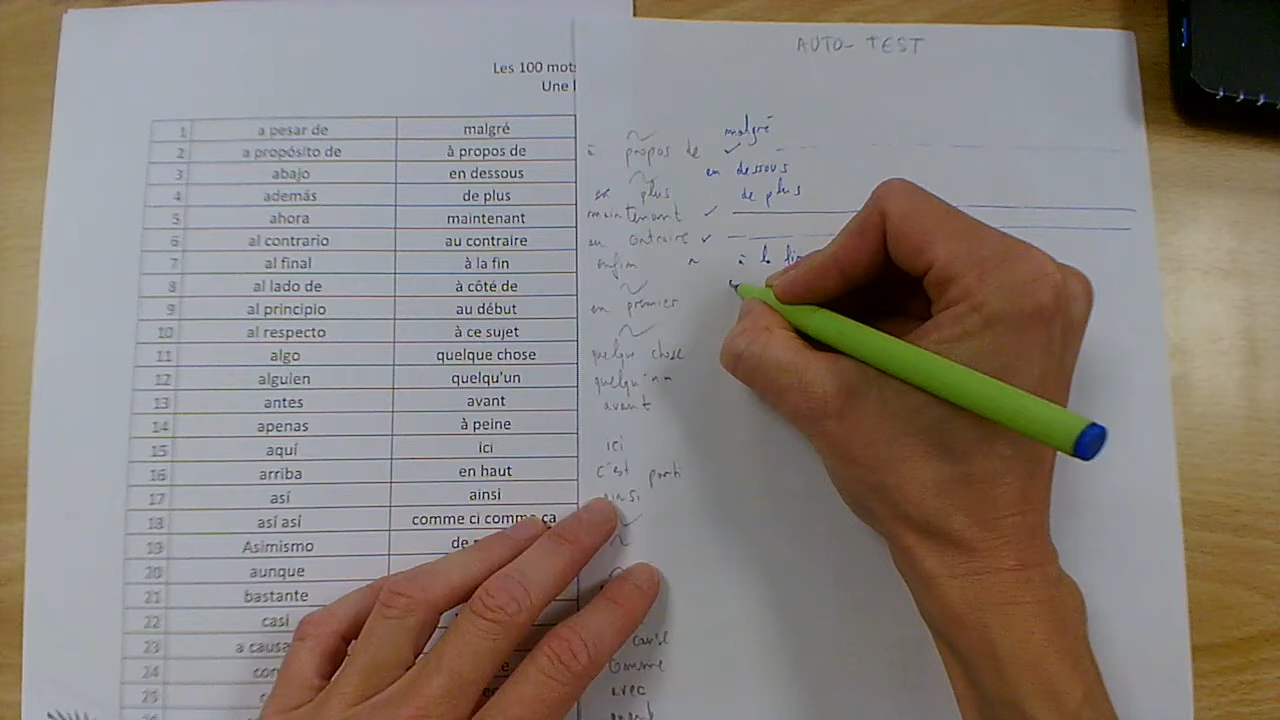 AUTO-TEST
Les 100 mots
Une
1 a pesar de malgré malgré
2 a propósito de à propos de à propos de
3 abajo en dessous en dessous
4 además de plus plus de plus
5 ahora maintenant maintenant
6 al contrario au contraire au contraire
7 al final à la fin enfin à la fin
8 al lado de à côté de
9 al principio au début en premier
10 al respecto à ce sujet
11 algo quelque chose quelque chose
12 alguien quelqu'un quelqu'un
13 antes avant avant
14 apenas à peine
15 aquí ici ici
16 arriba en haut c'est parti
17 así ainsi ainsi
18 así así comme ci comme ça
19 Asimismo de
20 aunque
21 bastante
22 casi
23 a causa cause
24 comme
25 avec